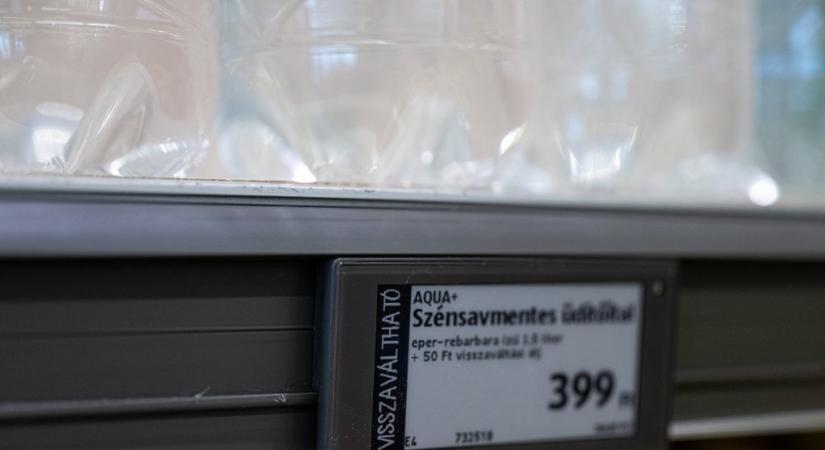 VISSZAVÁLTHATÓ
AQUA+
Szénsavmentes üdítőital
eper-rebarbara ízű 1,5 liter
+ 50 Ft visszaváltási díj
399
E4
732518